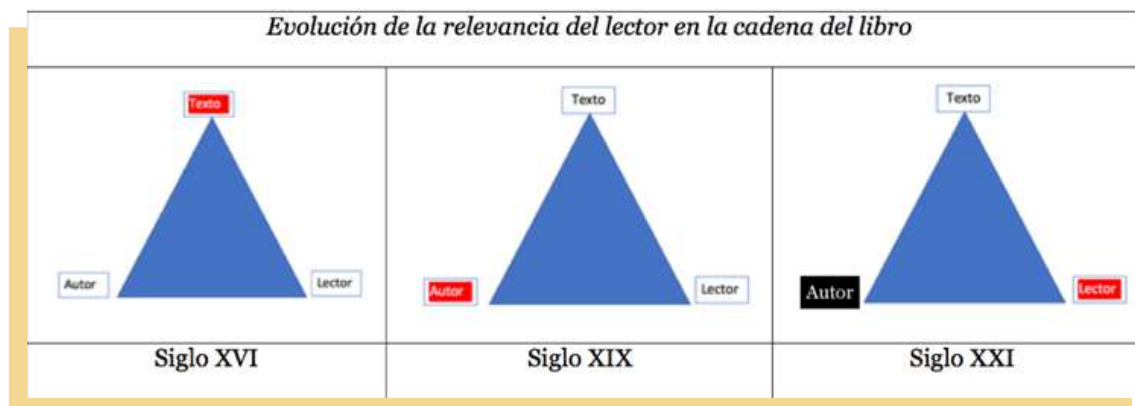 Evolución de la relevancia del lector en la cadena del libro
Texto
Autor
Lector
Siglo XVI
Texto
Autor
Lector
Siglo XIX
Texto
Autor
Lector
Siglo XXI